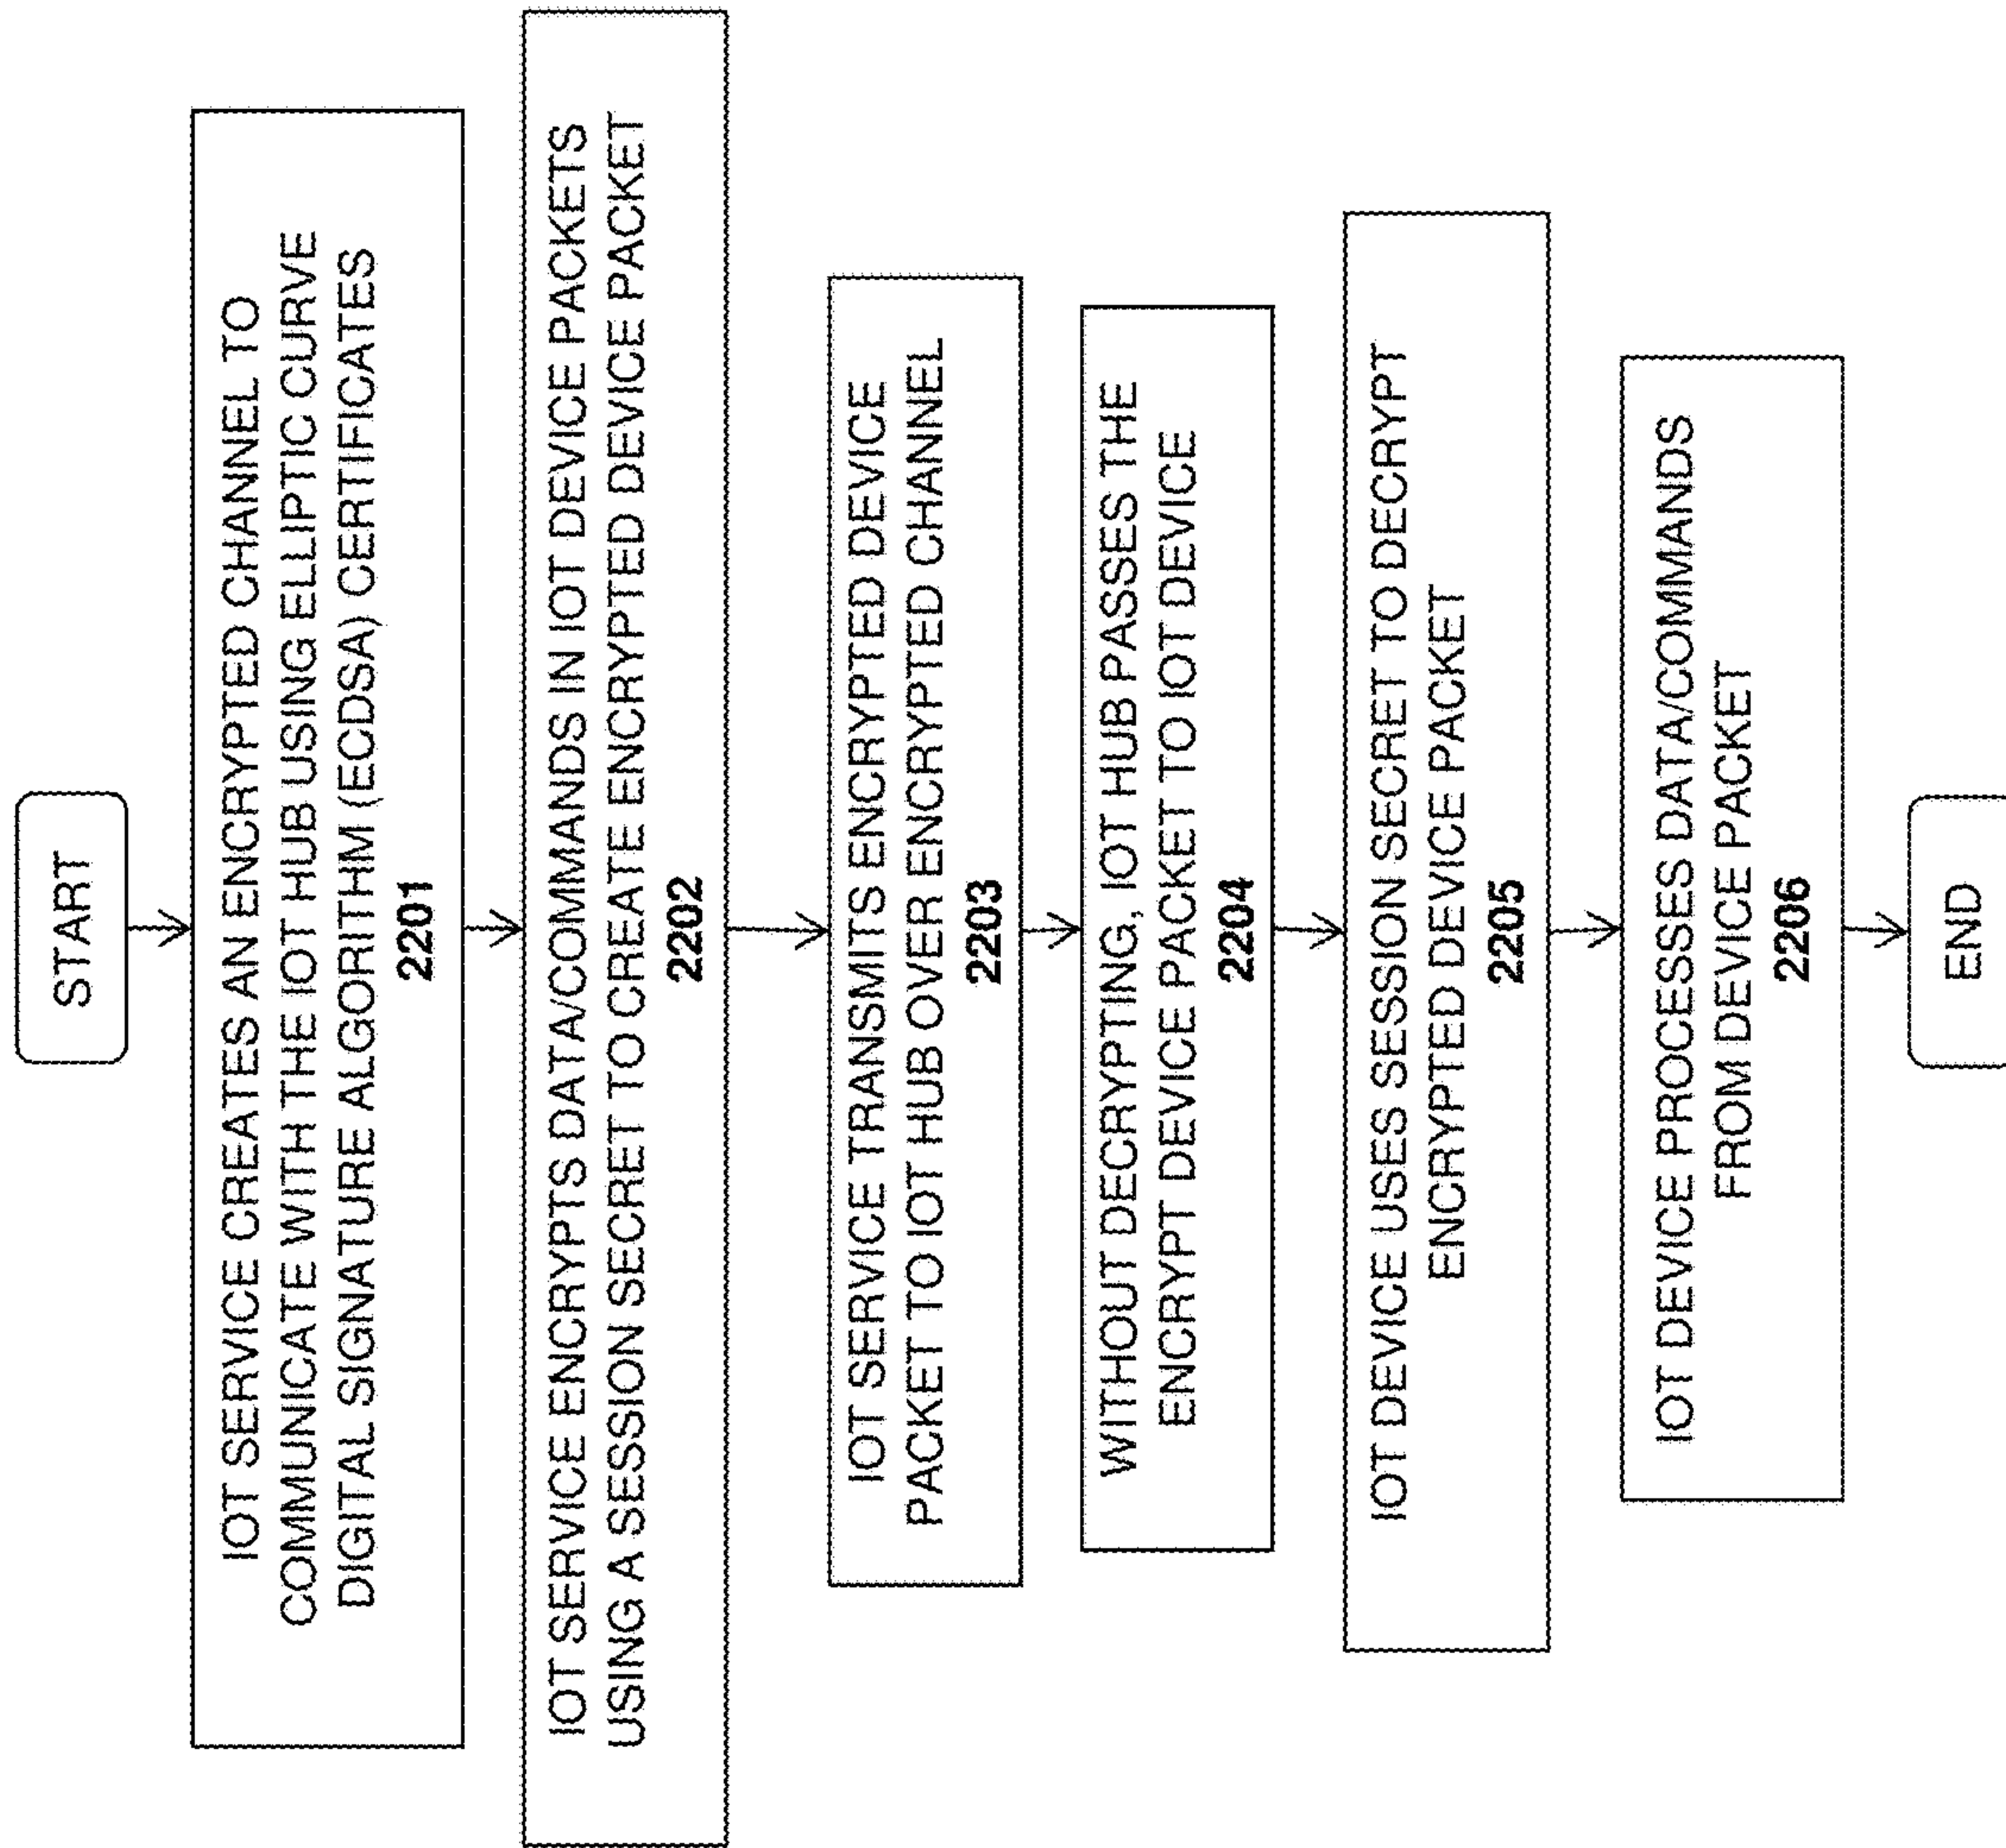 START
IOT SERVICE CREATES AN ENCRYPTED CHANNEL TO
COMMUNICATE WITH THE IOT HUB USING ELLIPTIC CURVE
DIGITAL SIGNATURE ALGORITHM (ECDSA) CERTIFICATES
2201
IOT SERVICE ENCRYPTS DATA/COMMANDS IN IOT DEVICE PACKETS
USING A SESSION SECRET TO CREATE ENCRYPTED DEVICE PACKET
2202
IOT SERVICE TRANSMITS ENCRYPTED DEVICE
PACKET TO IOT HUB OVER ENCRYPTED CHANNEL
2203
WITHOUT DECRYPTING, IOT HUB PASSES THE
ENCRYPT DEVICE PACKET TO IOT DEVICE
2204
IOT DEVICE USES SESSION SECRET TO DECRYPT
ENCRYPTED DEVICE PACKET
2205
IOT DEVICE PROCESSES DATA/COMMANDS
FROM DEVICE PACKET
2206
END